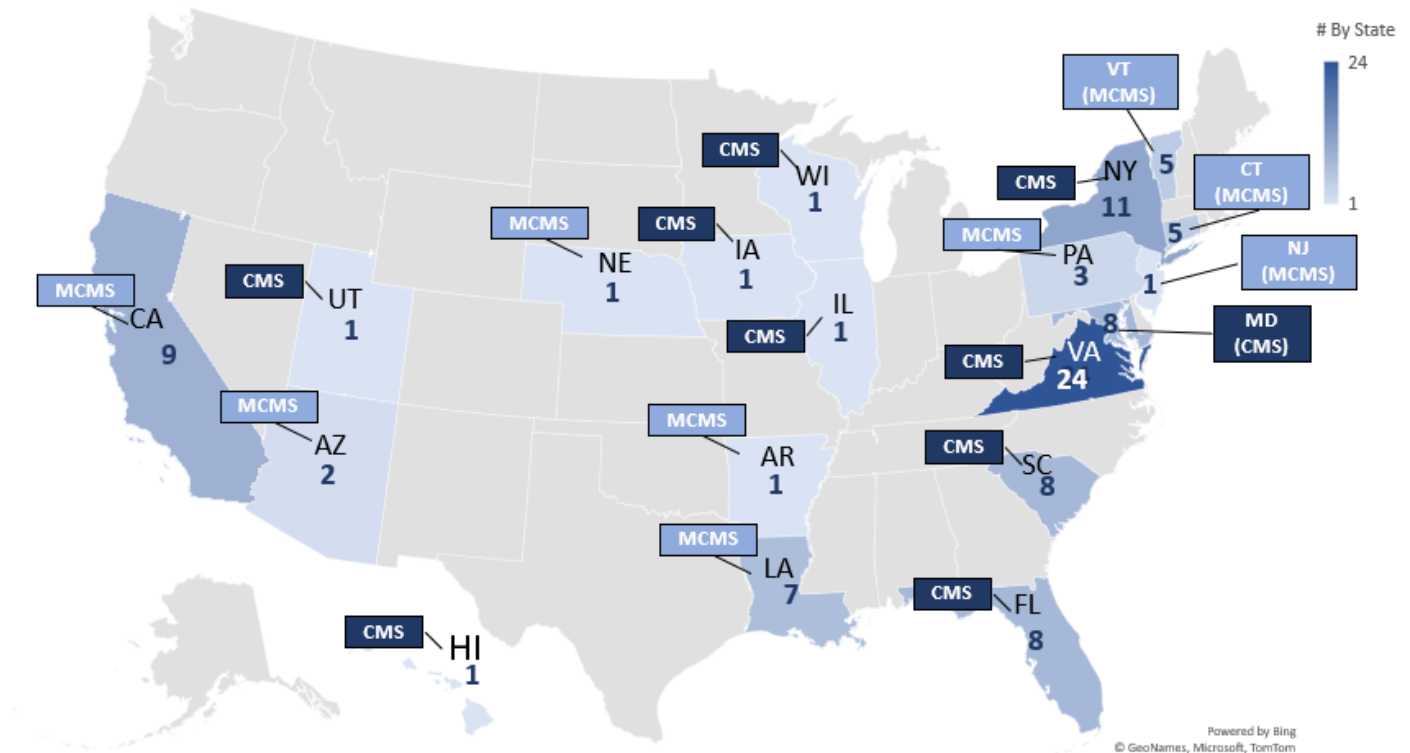 # By State
24
1
VT
(MCMS)
5
CMS
NY
11
CT
(MCMS)
5
CMS
WI
1
MCMS
NE
1
CMS
IA
1
MCMS
PA
3
NJ
(MCMS)
1
CMS
UT
1
MCMS
CA
9
CMS
IL
1
MD
(CMS)
8
CMS
VA
24
MCMS
AZ
2
MCMS
AR
1
CMS
SC
8
MCMS
LA
7
CMS
FL
8
CMS
HI
1
Powered by Bing
© GeoNames, Microsoft, TomTom